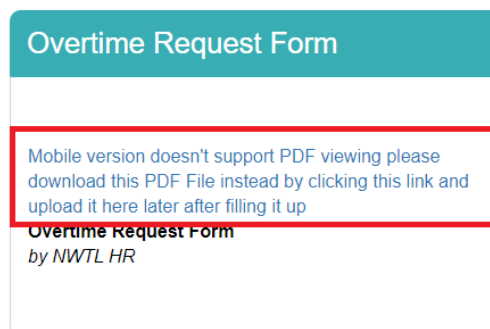 Overtime Request Form
Mobile version doesn't support PDF viewing please
download this PDF File instead by clicking this link and
upload it here later after filling it up
Overtime Request Form
by NWTL HR